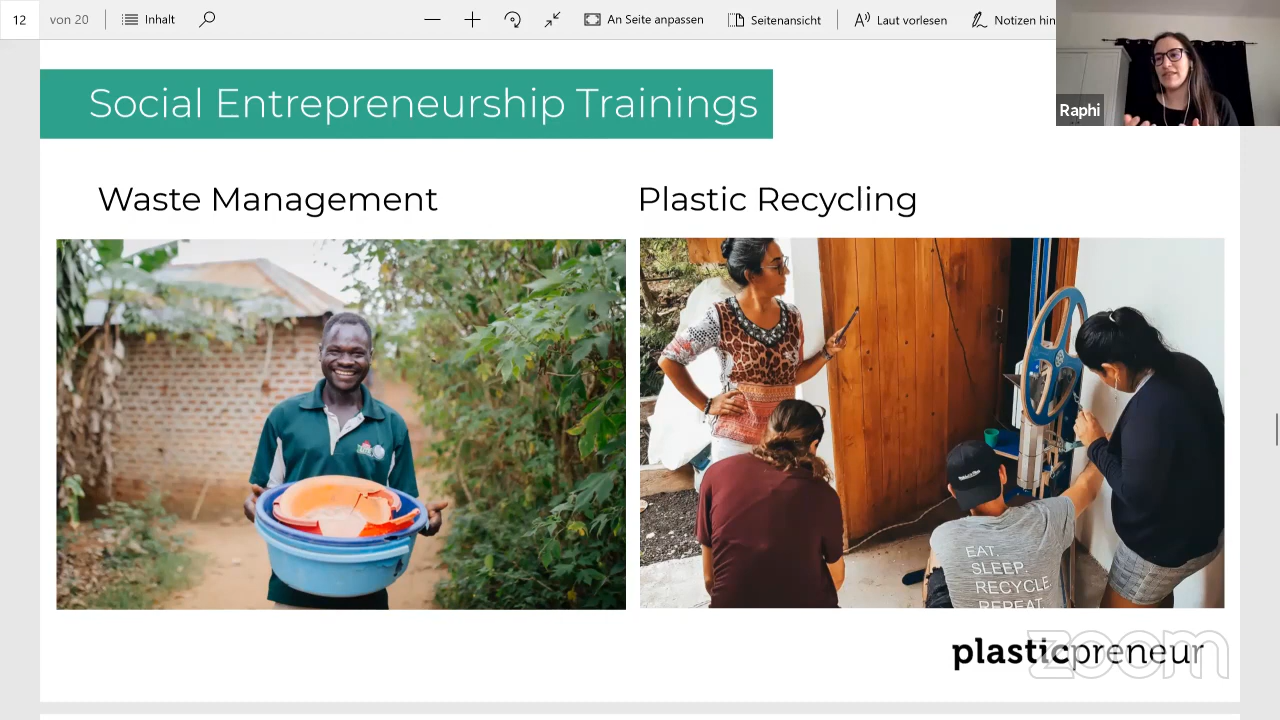 12 von 20 Inhalt An Seite anpassen Seitenansicht Laut vorlesen Notizen hin
Raphi
Social Entrepreneurship Trainings
Waste Management
Plastic Recycling
EAT.
SLEEP.
RECYCLE.
REPEAT.
plasticpreneur
zoom